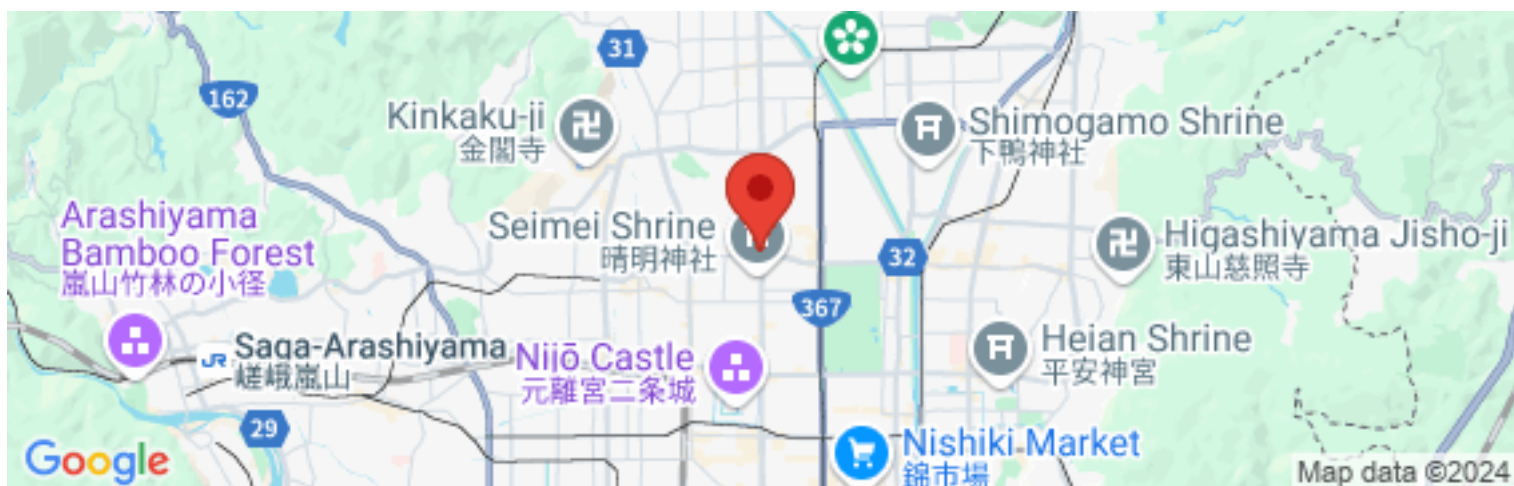 31
162
Kinkaku-ji
金閣寺
Shimogamo Shrine
下鴨神社
Arashiyama
Bamboo Forest
嵐山竹林の小径
Seimei Shrine
晴明神社
32
Higashiyama Jisho-ji
東山慈照寺
367
JR
Saga-Arashiyama
嵯峨嵐山
Nijō Castle
元離宮二条城
Heian Shrine
平安神宮
29
Nishiki Market
錦市場
Google
Map data ©2024